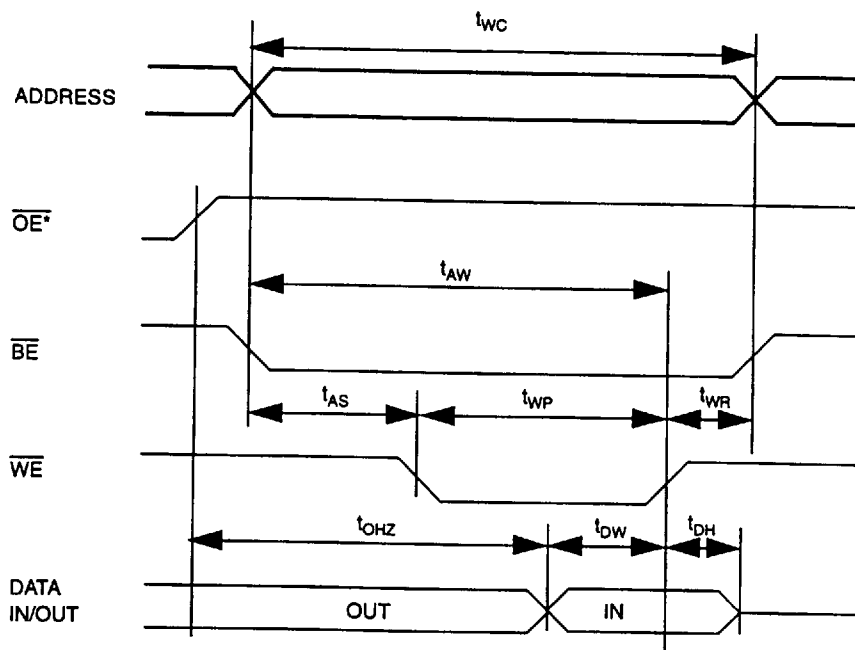 tWC
ADDRESS
OE*
tAW
BE
tAS tWP tWR
WE
tOHZ tDW tDH
DATA
IN/OUT OUT IN